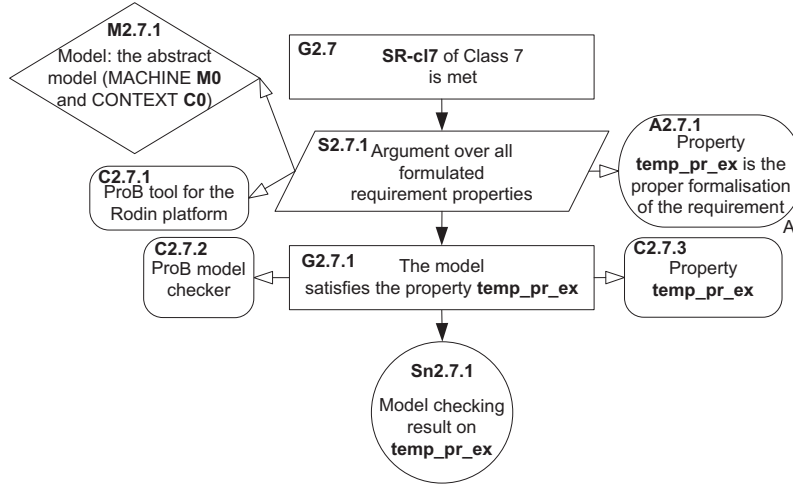 M2.7.1
Model: the abstract
model (MACHINE M0
and CONTEXT C0)
G2.7
SR-cl7 of Class 7
is met
S2.7.1
Argument over all
formulated
requirement properties
A2.7.1
Property
temp_pr_ex is the
proper formalisation
of the requirement
A
C2.7.1
ProB tool for the
Rodin platform
C2.7.2
ProB model
checker
G2.7.1
The model
satisfies the property temp_pr_ex
C2.7.3
Property
temp_pr_ex
Sn2.7.1
Model checking
result on
temp_pr_ex